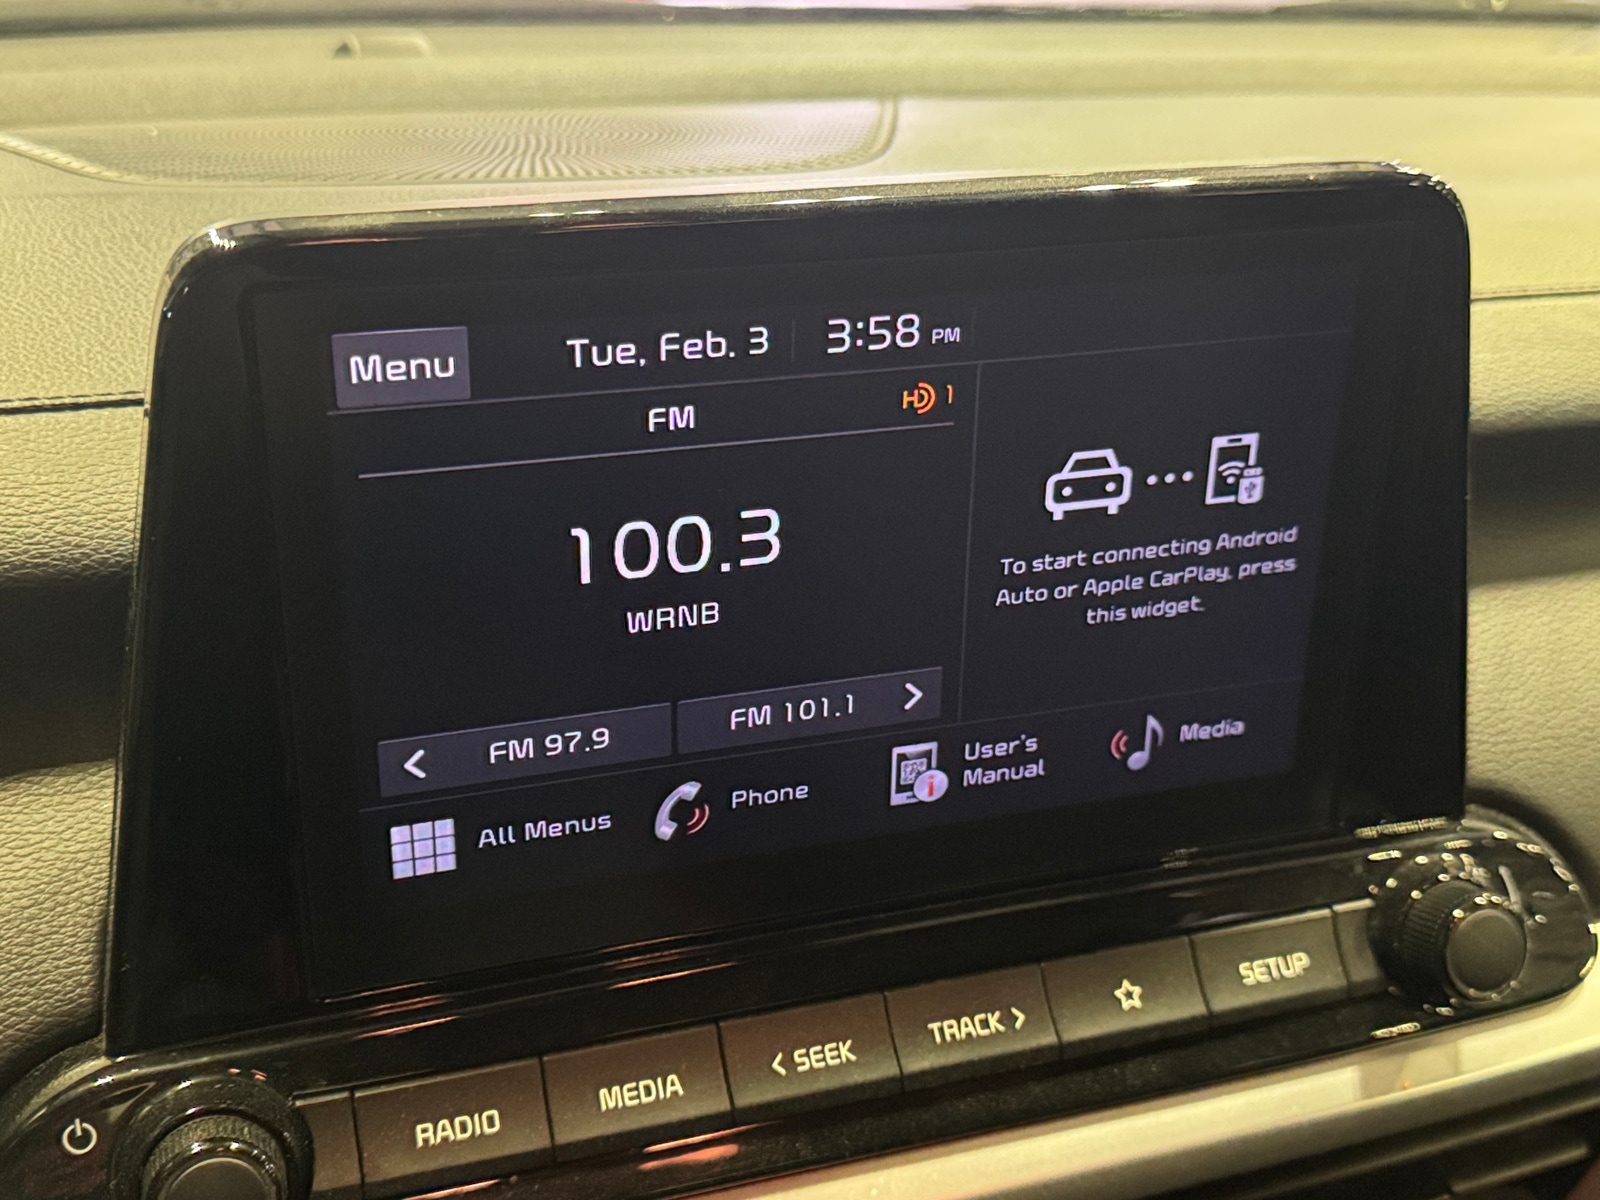 Menu
Tue, Feb. 3
3:58 PM
FM
HD 1
100.3
WRNB
< FM 97.9
FM 101.1 >
To start connecting Android
Auto or Apple CarPlay, press
this widget.
All Menus
Phone
User's
Manual
Media
RADIO
MEDIA
< SEEK
TRACK >
SETUP